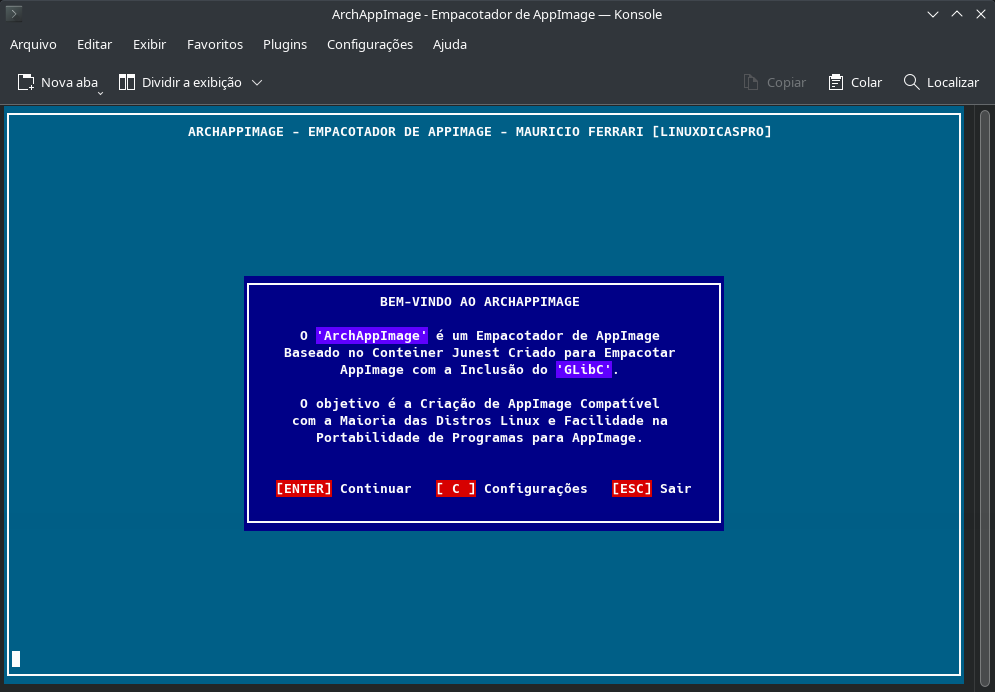 ArchAppImage - Empacotador de AppImage — Konsole
Arquivo Editar Exibir Favoritos Plugins Configurações Ajuda
Nova aba Dividir a exibição Copiar Colar Localizar
ARCHAPPIMAGE - EMPACOTADOR DE APPIMAGE - MAURICIO FERRARI [LINUXDICASPRO]
BEM-VINDO AO ARCHAPPIMAGE
O 'ArchAppImage' é um Empacotador de AppImage
Baseado no Conteiner Junest Criado para Empacotar
AppImage com a Inclusão do 'GLibC'.
O objetivo é a Criação de AppImage Compatível
com a Maioria das Distros Linux e Facilidade na
Portabilidade de Programas para AppImage.
[ENTER] Continuar [ C ] Configurações [ESC] Sair